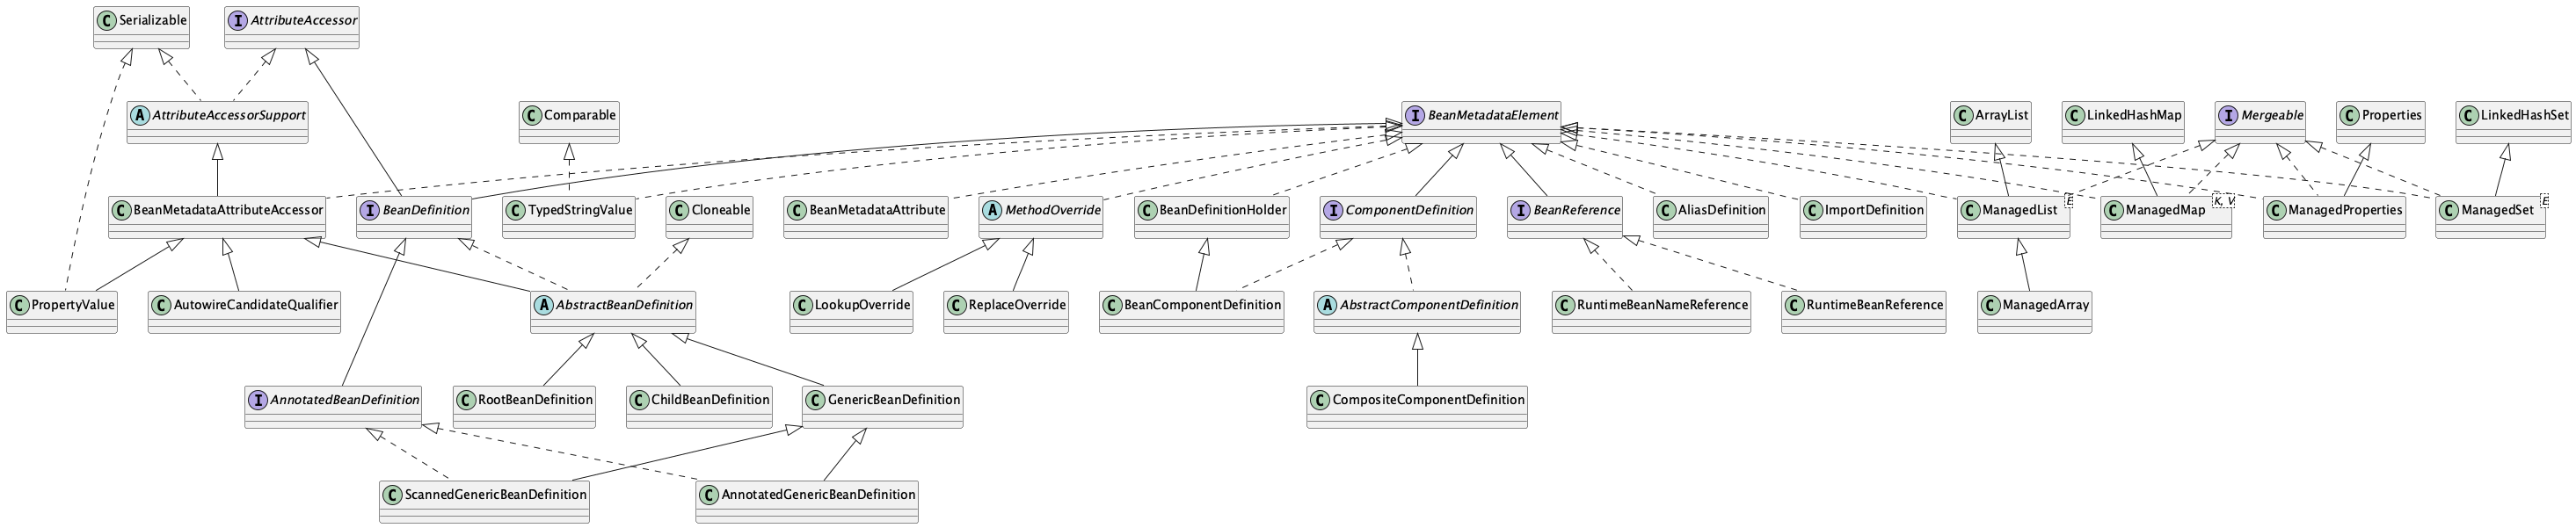 C Serializable
I AttributeAccessor
A AttributeAccessorSupport
C Comparable
I BeanMetadataElement
C ArrayList
C LinkedHashMap
I Mergeable
C Properties
C LinkedHashSet
C BeanMetadataAttributeAccessor
I BeanDefinition
C TypedStringValue
C Cloneable
C BeanMetadataAttribute
A MethodOverride
C BeanDefinitionHolder
I ComponentDefinition
I BeanReference
C AliasDefinition
C ImportDefinition
C ManagedList E
C ManagedMap K, V
C ManagedProperties
C ManagedSet E
C PropertyValue
C AutowireCandidateQualifier
A AbstractBeanDefinition
C LookupOverride
C ReplaceOverride
C BeanComponentDefinition
A AbstractComponentDefinition
C RuntimeBeanNameReference
C RuntimeBeanReference
C ManagedArray
I AnnotatedBeanDefinition
C RootBeanDefinition
C ChildBeanDefinition
C GenericBeanDefinition
C CompositeComponentDefinition
C ScannedGenericBeanDefinition
C AnnotatedGenericBeanDefinition